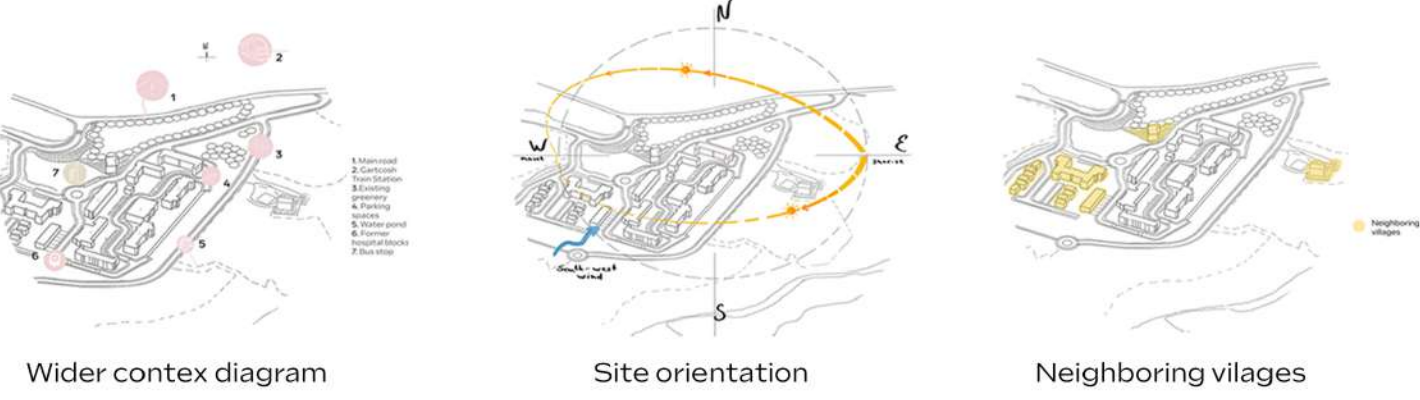 N
2
1
3
7
4
5
6
1. Main road
2. Gartcosh
Train Station
3. Existing
greenery
4. Parking
spaces
5. Water pond
6. Former
hospital blocks
7. Bus stop
Wider contex diagram
N
W
sunset
E
sunrise
South-west
wind
S
Site orientation
Neighboring
villages
Neighboring vilages